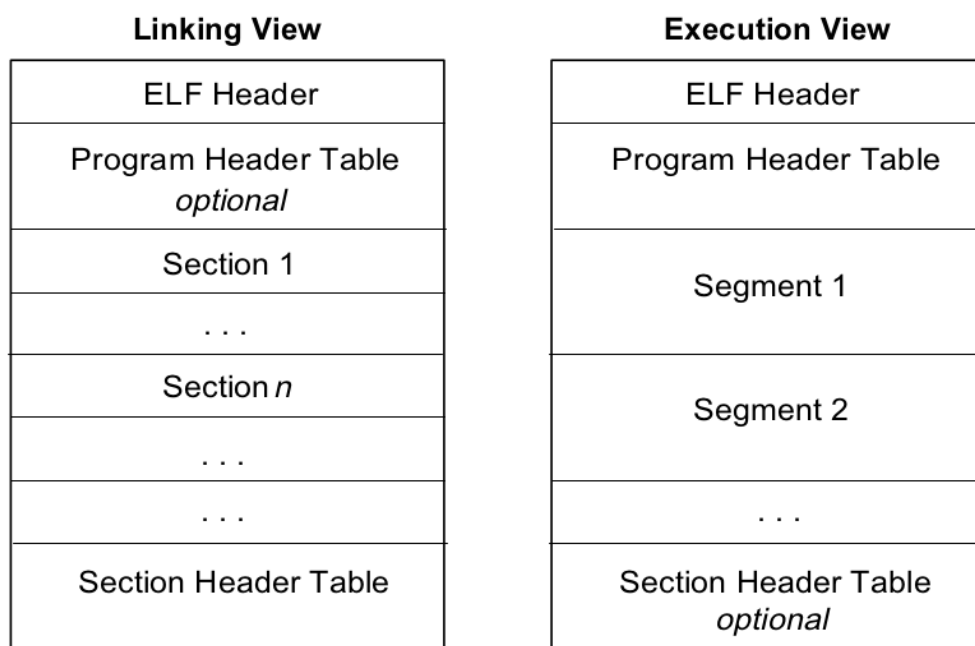 Linking View
ELF Header
Program Header Table
optional
Section 1
. . .
Section n
. . .
. . .
Section Header Table
Execution View
ELF Header
Program Header Table
Segment 1
Segment 2
. . .
Section Header Table
optional